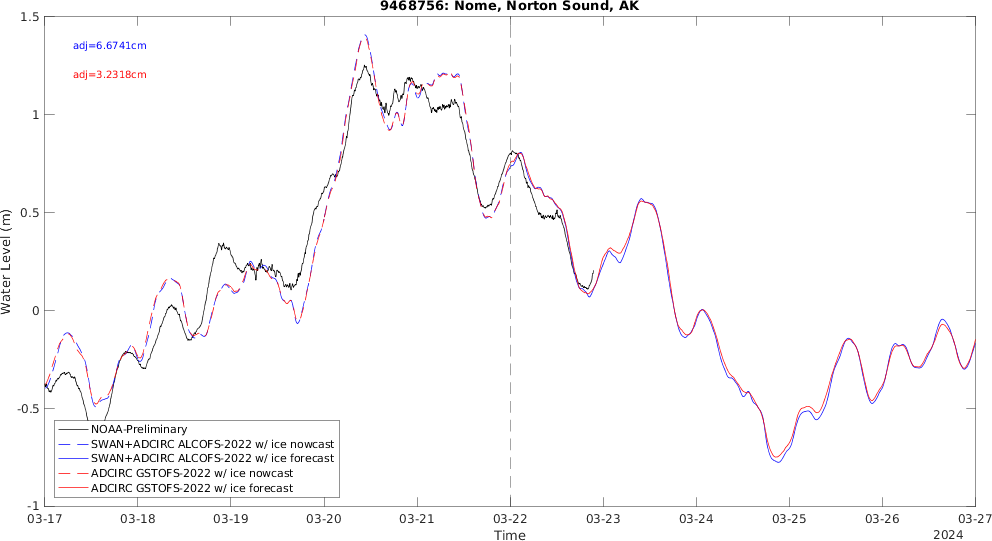 9468756: Nome, Norton Sound, AK
1.5
adj=6.6741cm
adj=3.2318cm
1
0.5
Water Level (m)
0
-0.5
NOAA-Preliminary
SWAN+ADCIRC ALCOFS-2022 w/ ice nowcast
SWAN+ADCIRC ALCOFS-2022 w/ ice forecast
ADCIRC GSTOFS-2022 w/ ice nowcast
ADCIRC GSTOFS-2022 w/ ice forecast
-1
03-17 03-18 03-19 03-20 03-21 03-22 03-23 03-24 03-25 03-26 03-27
Time
2024